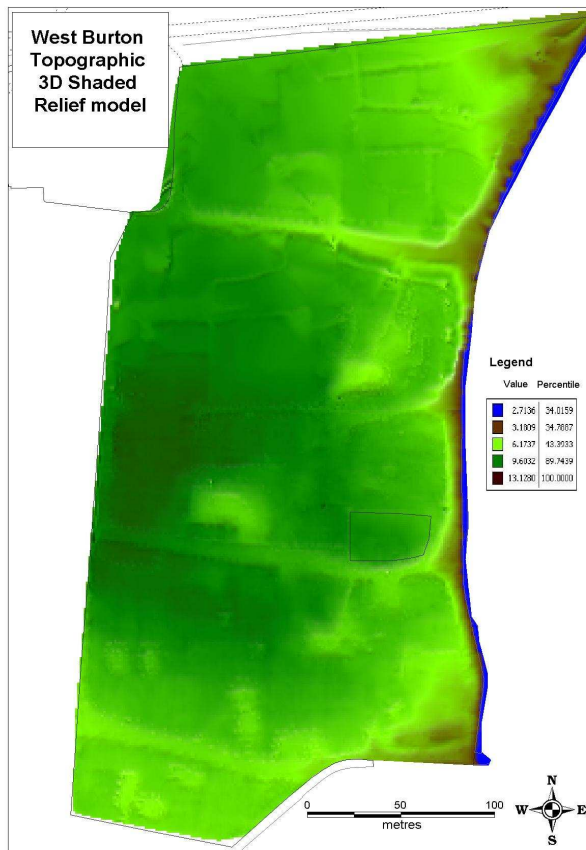 West Burton
Topographic
3D Shaded
Relief model
Legend
Value Percentile
2.7136 34.0159
3.1809 34.7887
6.1737 43.3933
9.6032 89.7439
13.1280 100.0000
0 50 100
metres
N
W E
S